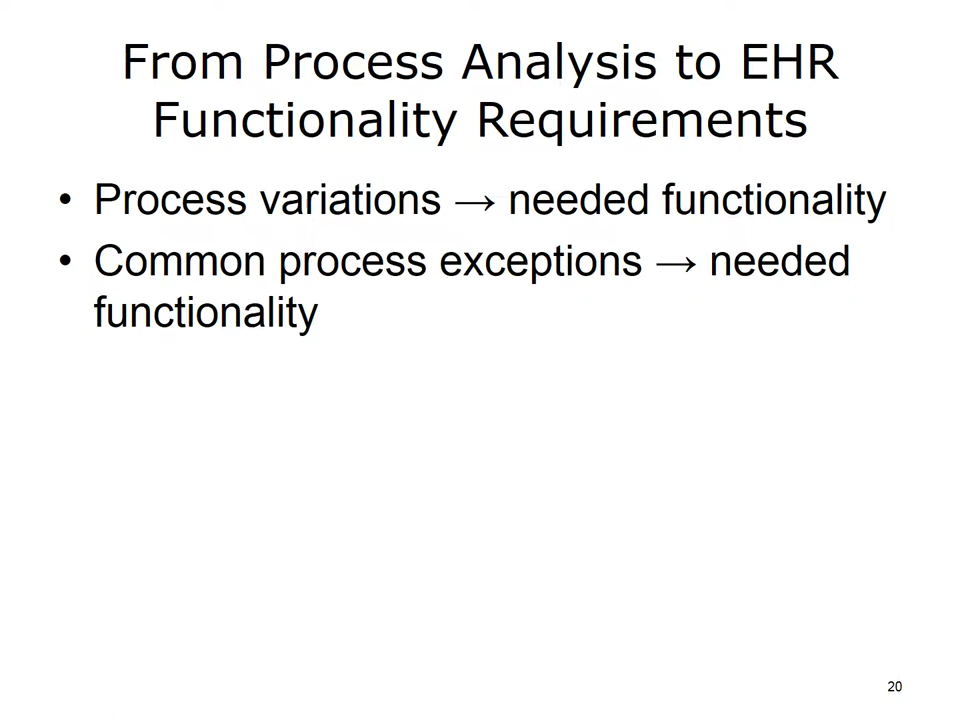 From Process Analysis to EHR
Functionality Requirements
• Process variations → needed functionality
• Common process exceptions → needed
functionality
20